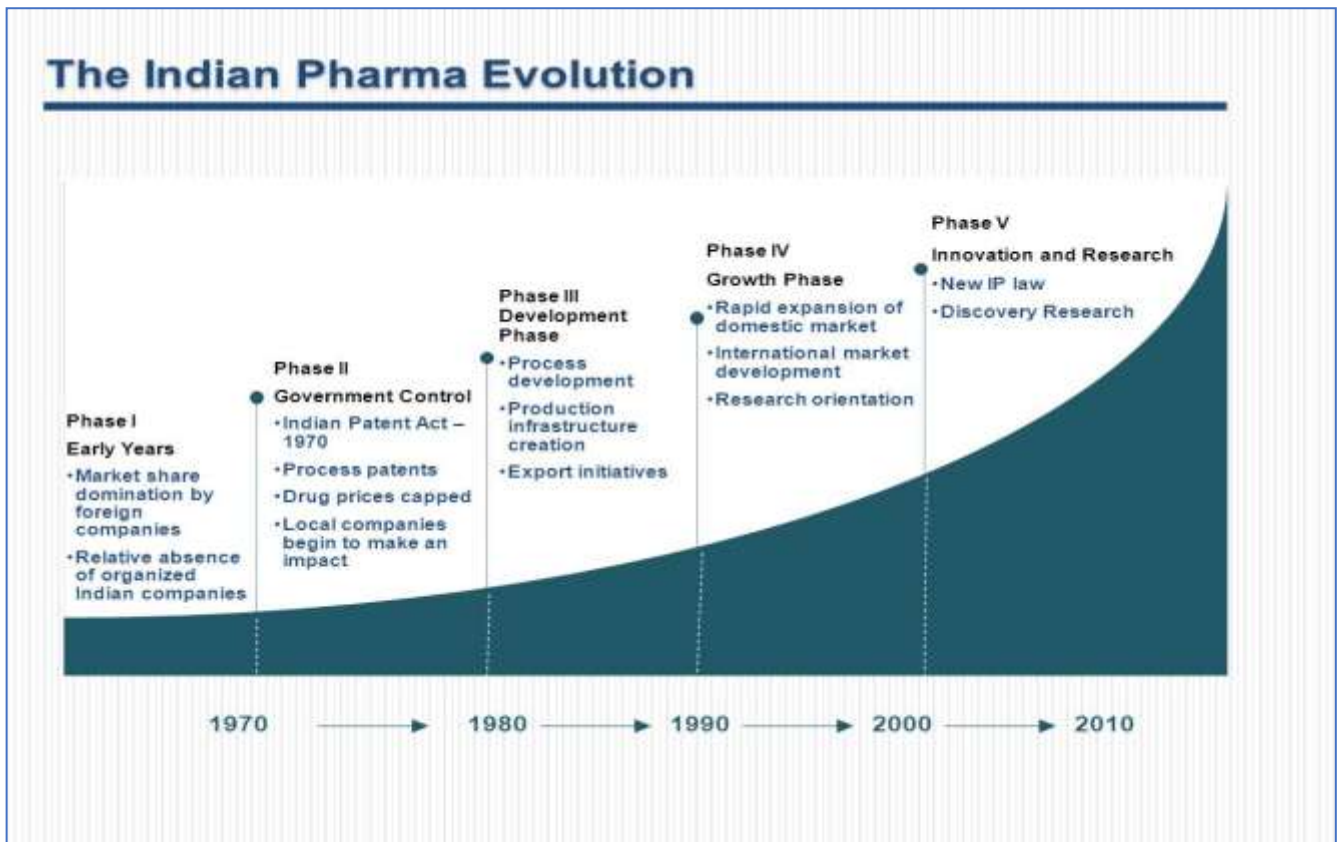 The Indian Pharma Evolution
Phase I
Early Years
•Market share
domination by
foreign
companies
•Relative absence
of organized
Indian companies
Phase II
Government Control
•Indian Patent Act –
1970
•Process patents
•Drug prices capped
•Local companies
begin to make an
impact
Phase III
Development
Phase
•Process
development
•Production
infrastructure
creation
•Export initiatives
Phase IV
Growth Phase
•Rapid expansion of
domestic market
•International market
development
•Research orientation
Phase V
Innovation and Research
•New IP law
•Discovery Research
1970 1980 1990 2000 2010